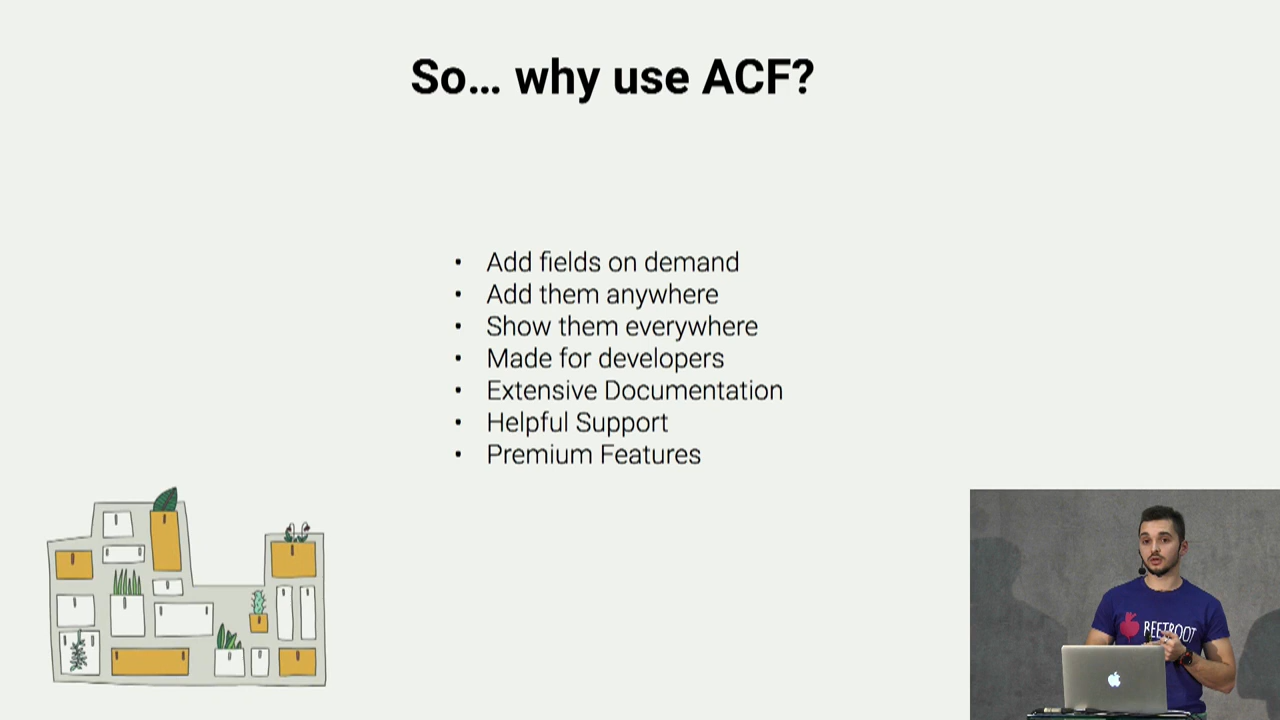 So... why use ACF?
• Add fields on demand
• Add them anywhere
• Show them everywhere
• Made for developers
• Extensive Documentation
• Helpful Support
• Premium Features
BEETROOT